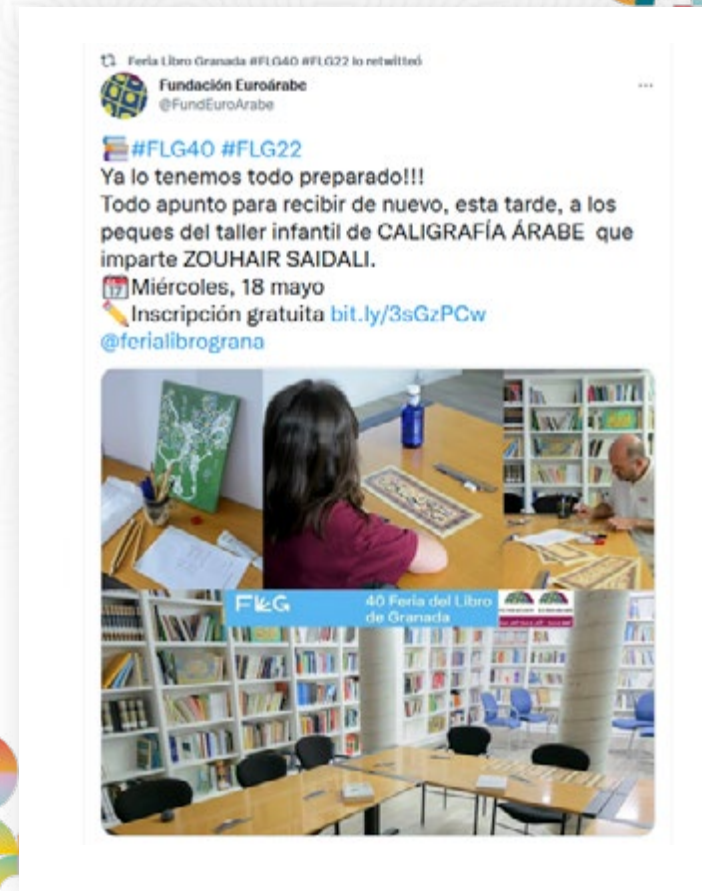 Feria Libro Granada #FLG40 #FLG22 lo retwitteó
Fundación Euroárabe
@FundEuroArabe
#FLG40 #FLG22
Ya lo tenemos todo preparado!!!
Todo apunto para recibir de nuevo, esta tarde, a los
peques del taller infantil de CALIGRAFÍA ÁRABE que
imparte ZOUHAIR SAIDALI.
Miércoles, 18 mayo
Inscripción gratuita bit.ly/3sGzPCw
@ferialibrograna
FLG
40 Feria del Libro
de Granada